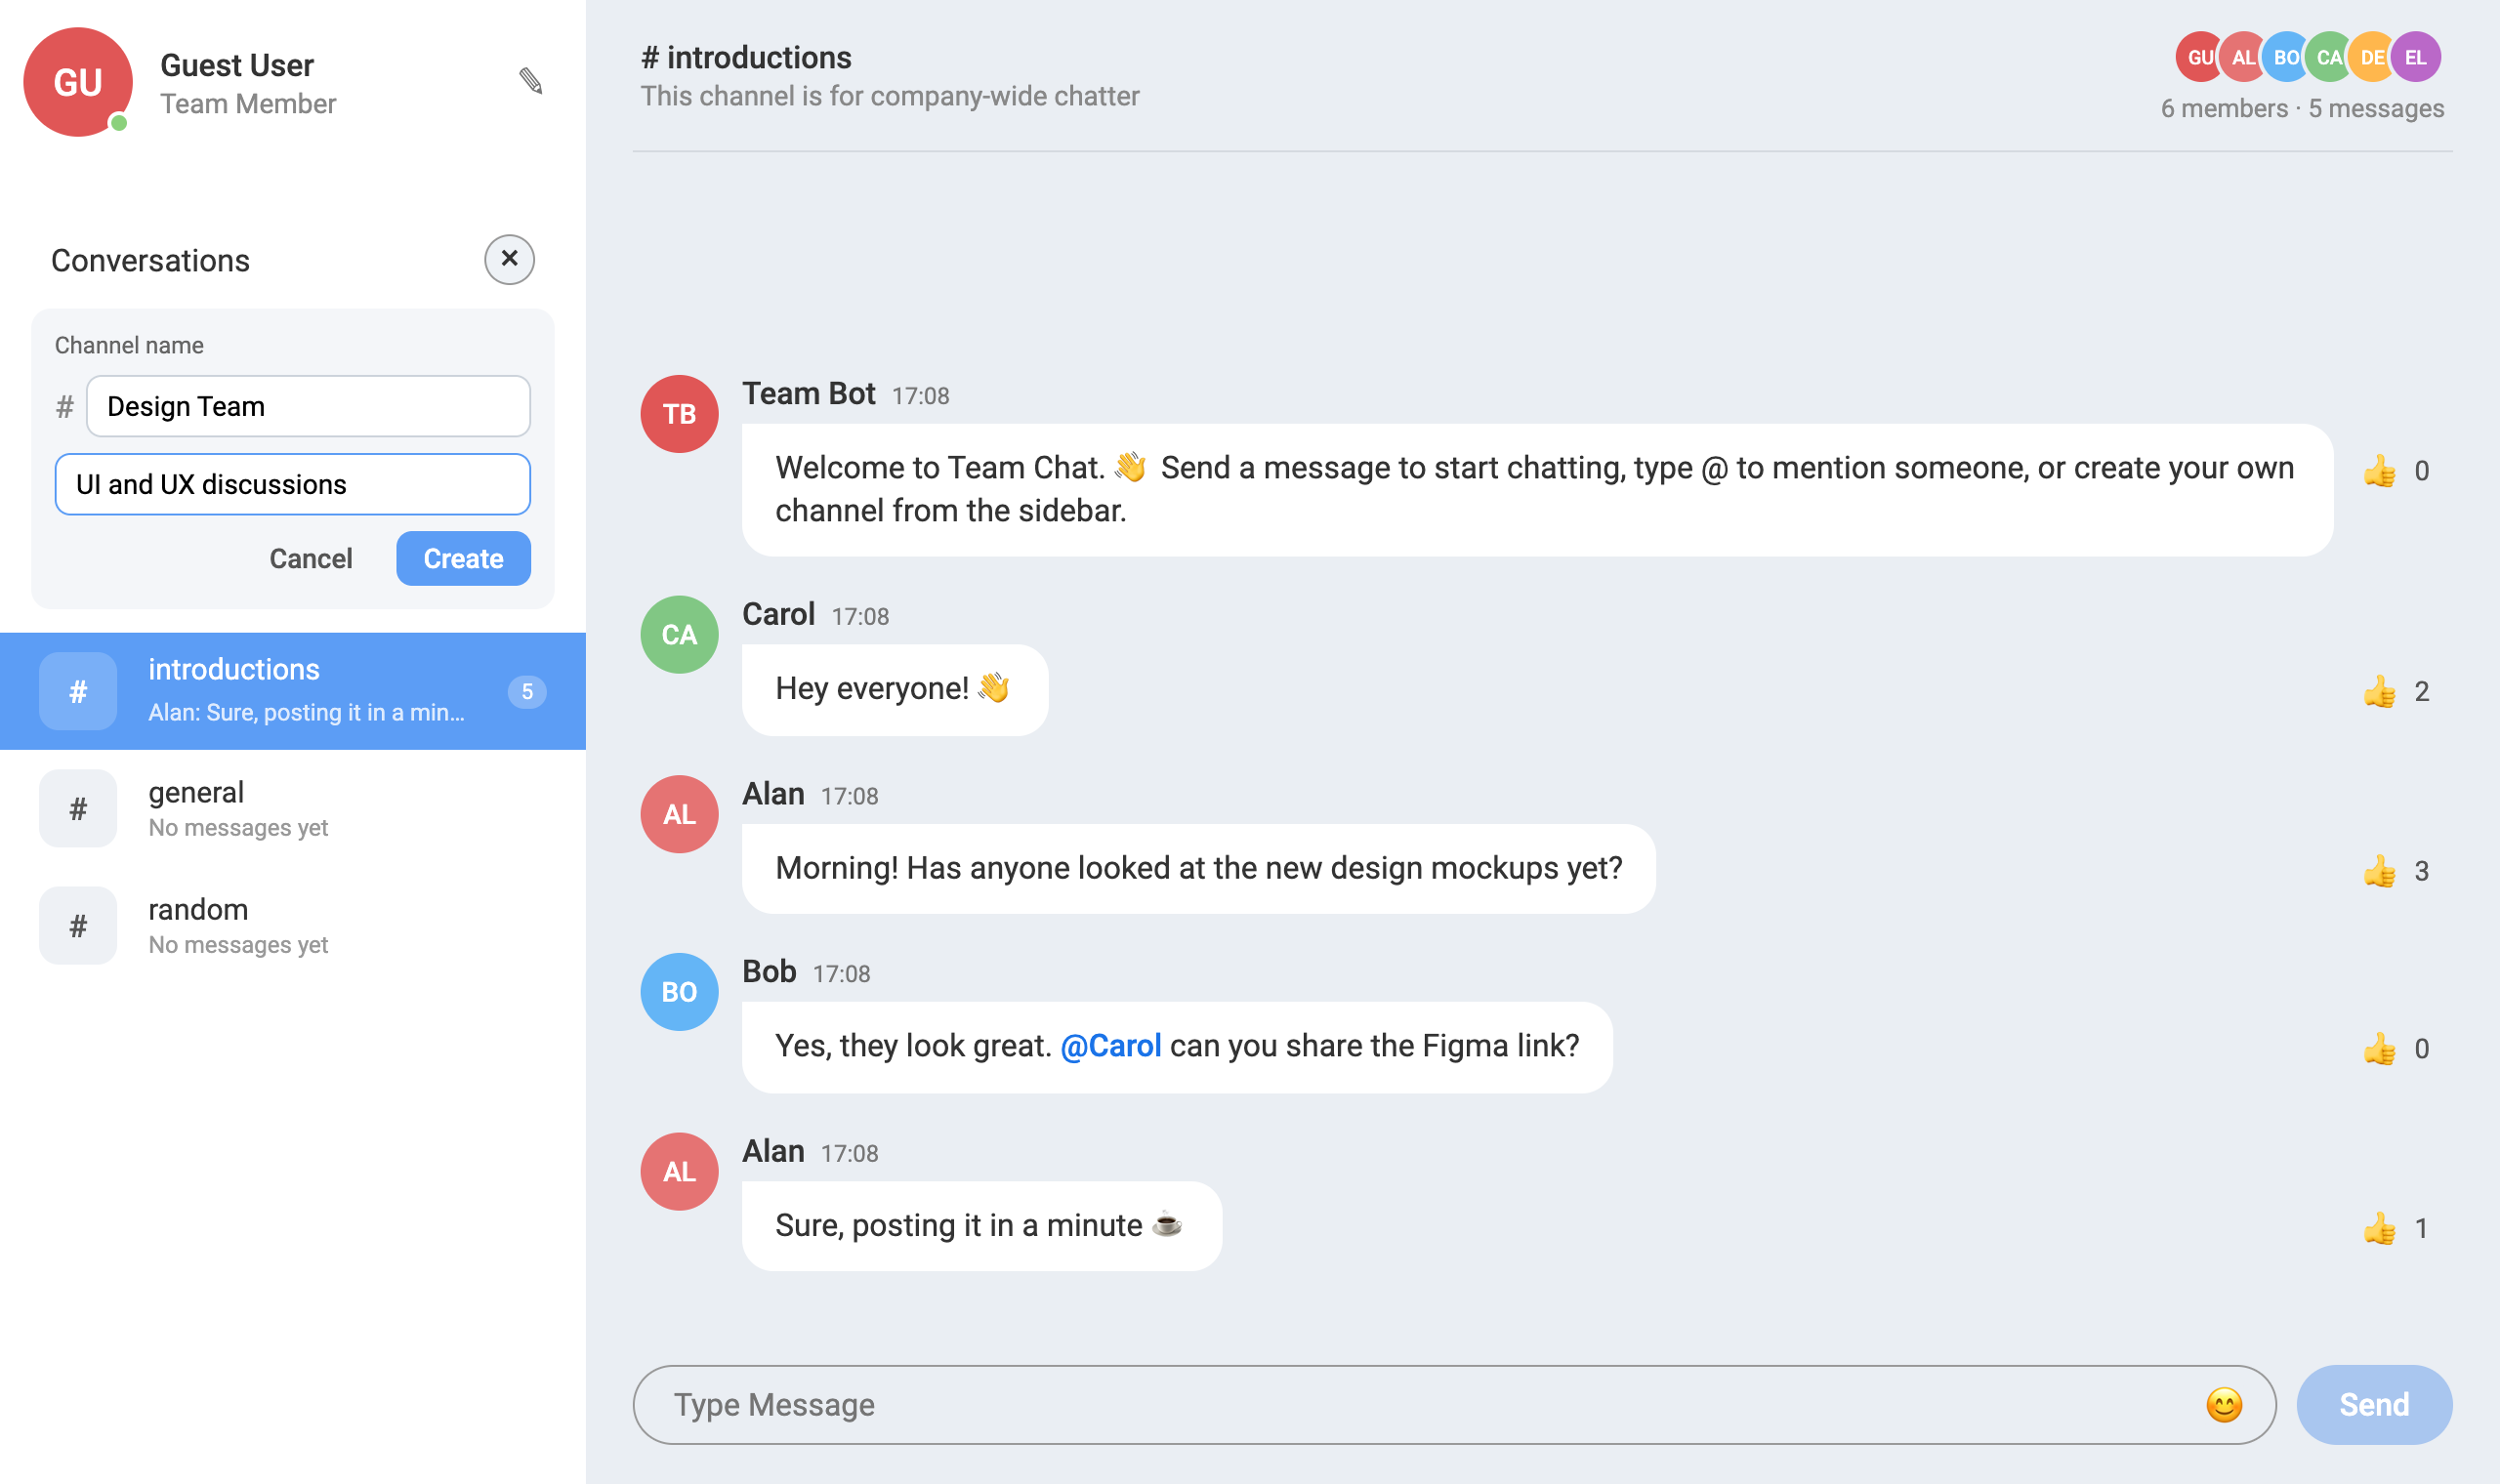 GU
Guest User
Team Member
✎
Conversations
✕
Channel name
# Design Team
UI and UX discussions
Cancel Create
# introductions
Alan: Sure, posting it in a min...
5
# general
No messages yet
# random
No messages yet
# introductions
This channel is for company-wide chatter
GU AL BO CA DE EL
6 members · 5 messages
TB
Team Bot 17:08
Welcome to Team Chat. 👋 Send a message to start chatting, type @ to mention someone, or create your own
channel from the sidebar.
👍 0
CA
Carol 17:08
Hey everyone! 👋
👍 2
AL
Alan 17:08
Morning! Has anyone looked at the new design mockups yet?
👍 3
BO
Bob 17:08
Yes, they look great. @Carol can you share the Figma link?
👍 0
AL
Alan 17:08
Sure, posting it in a minute ☕
👍 1
Type Message 😊
Send